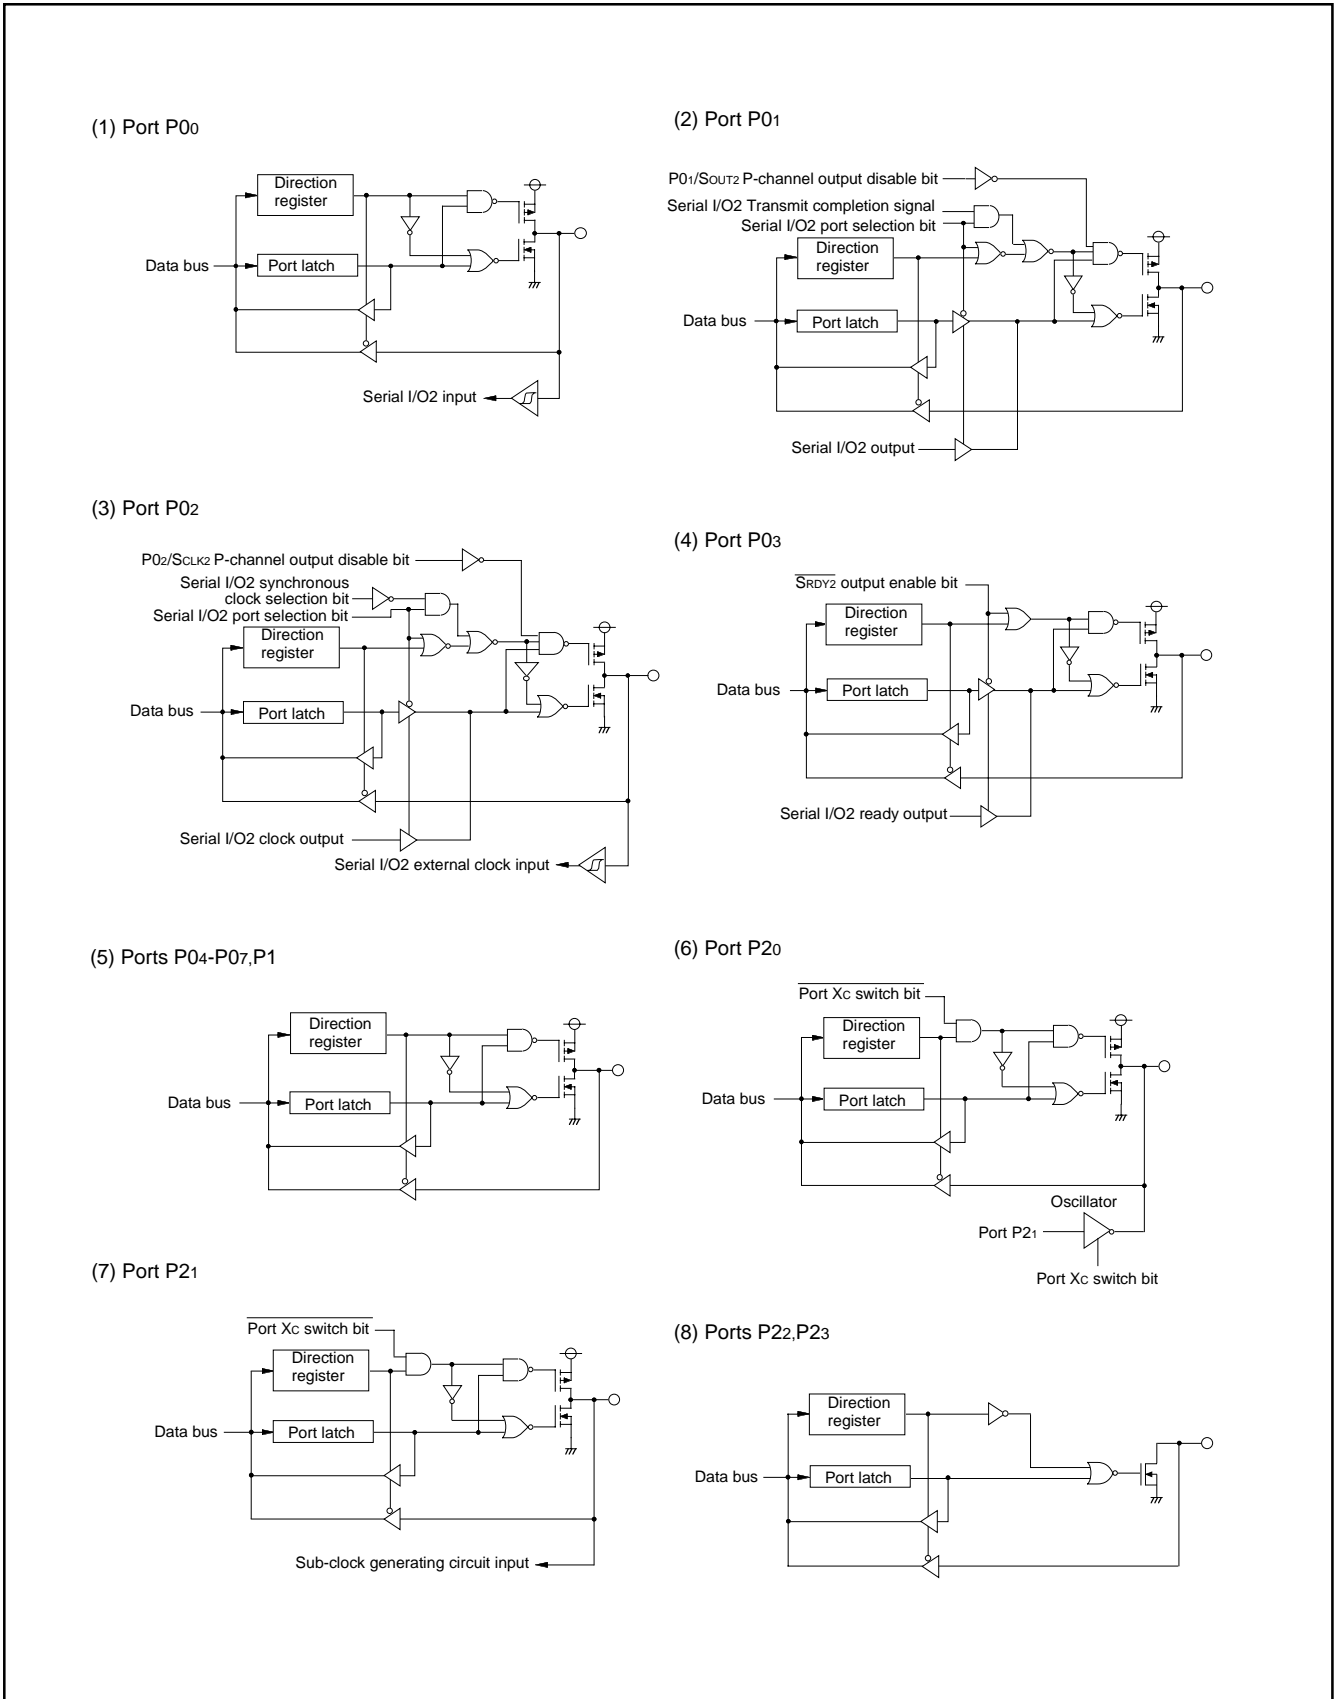 (1) Port P00
Direction
register
Data bus
Port latch
Serial I/O2 input
(2) Port P01
P01/SOUT2 P-channel output disable bit
Serial I/O2 Transmit completion signal
Serial I/O2 port selection bit
Direction
register
Data bus
Port latch
Serial I/O2 output
(3) Port P02
P02/SCLK2 P-channel output disable bit
Serial I/O2 synchronous
clock selection bit
Serial I/O2 port selection bit
Direction
register
Data bus
Port latch
Serial I/O2 clock output
Serial I/O2 external clock input
(4) Port P03
SRDY2 output enable bit
Direction
register
Data bus
Port latch
Serial I/O2 ready output
(5) Ports P04-P07,P1
Direction
register
Data bus
Port latch
(6) Port P20
Port XC switch bit
Direction
register
Data bus
Port latch
Oscillator
Port P21
Port XC switch bit
(7) Port P21
Port XC switch bit
Direction
register
Data bus
Port latch
Sub-clock generating circuit input
(8) Ports P22,P23
Direction
register
Data bus
Port latch